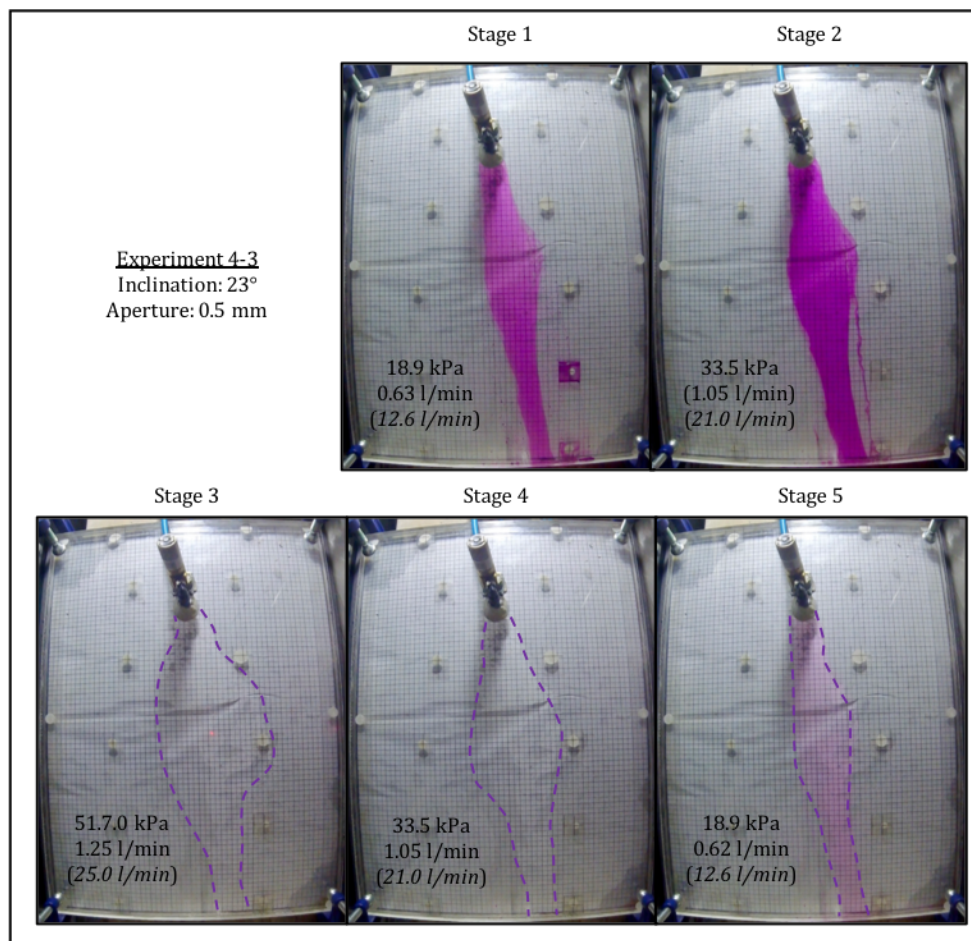 Experiment 4-3
Inclination: 23°
Aperture: 0.5 mm
Stage 1
18.9 kPa
0.63 l/min
(12.6 l/min)
Stage 2
33.5 kPa
(1.05 l/min)
(21.0 l/min)
Stage 3
51.7.0 kPa
1.25 l/min
(25.0 l/min)
Stage 4
33.5 kPa
1.05 l/min
(21.0 l/min)
Stage 5
18.9 kPa
0.62 l/min
(12.6 l/min)